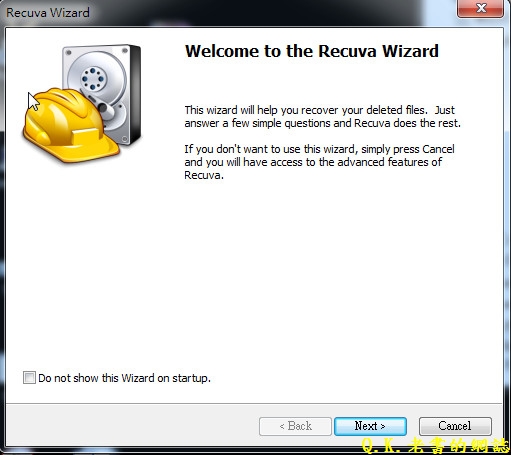 Recuva Wizard
Welcome to the Recuva Wizard
This wizard will help you recover your deleted files. Just
answer a few simple questions and Recuva does the rest.
If you don't want to use this wizard, simply press Cancel
and you will have access to the advanced features of
Recuva.
Do not show this Wizard on startup.
< Back
Next >
Cancel
Q.K.老書的網誌